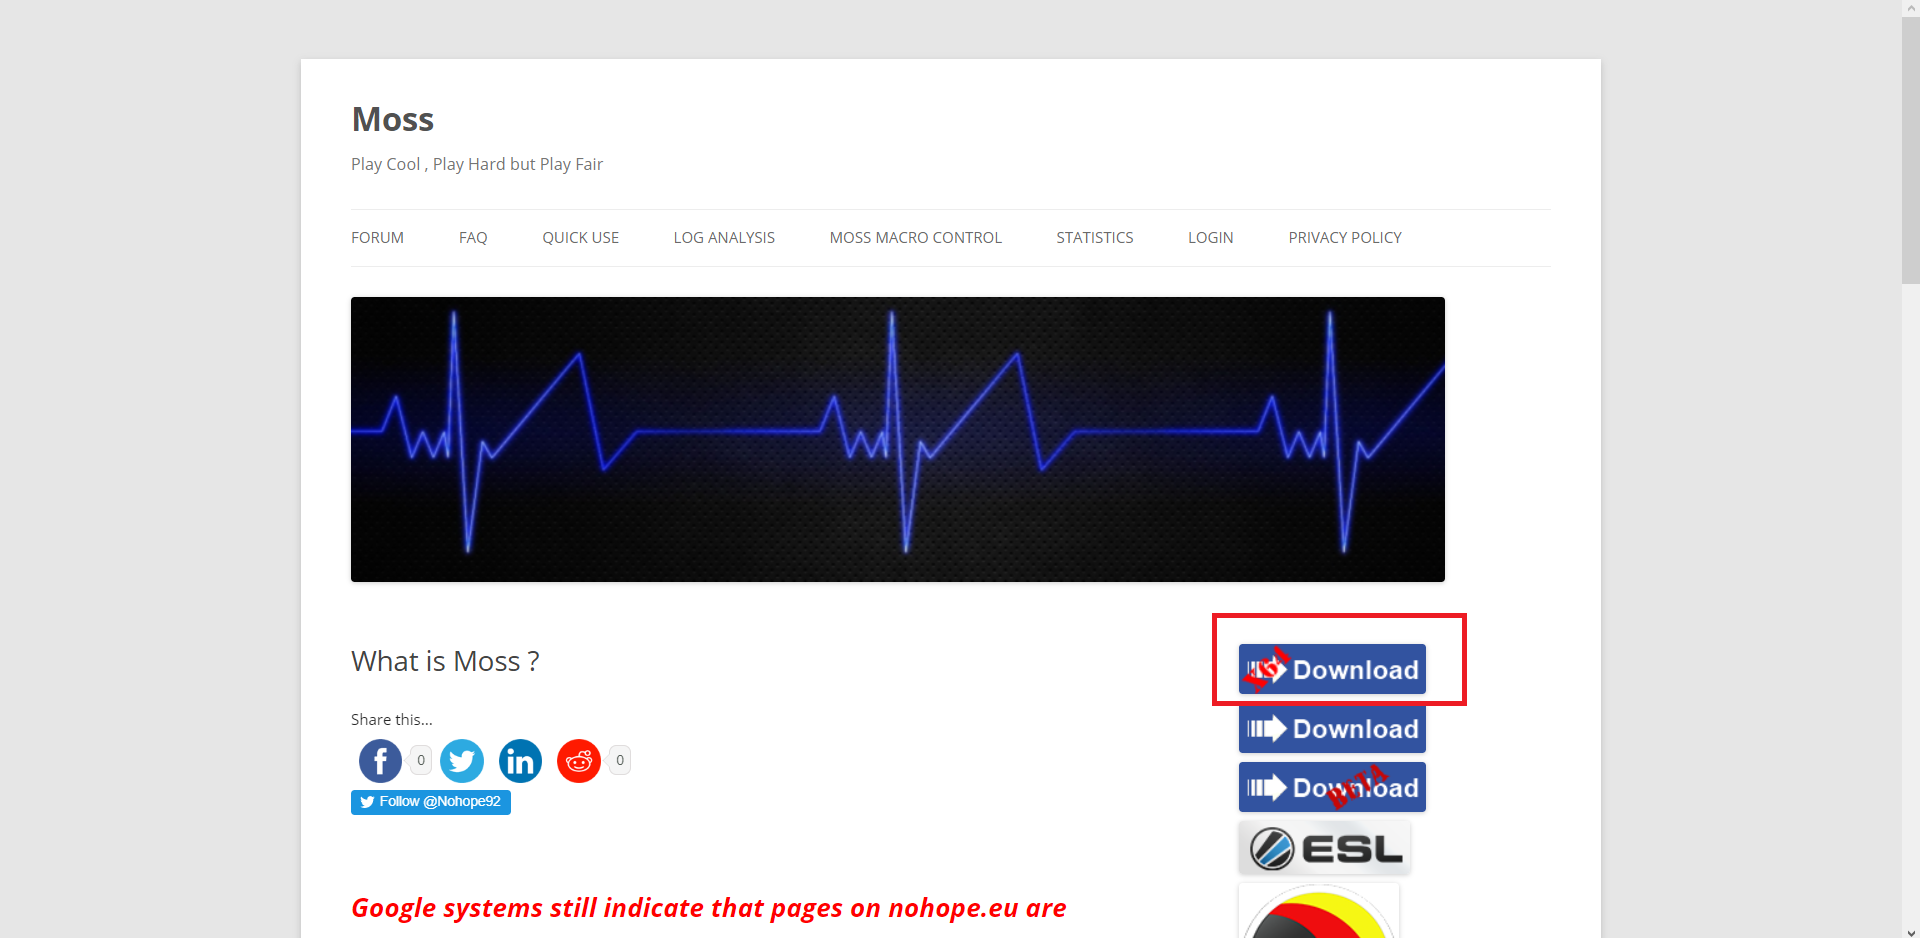 Moss
Play Cool , Play Hard but Play Fair
FORUM FAQ QUICK USE LOG ANALYSIS MOSS MACRO CONTROL STATISTICS LOGIN PRIVACY POLICY
What is Moss ?
Share this...
0 0
Follow @Nohope92
Google systems still indicate that pages on nohope.eu are
X64 Download
Download
Download BETA
ESL